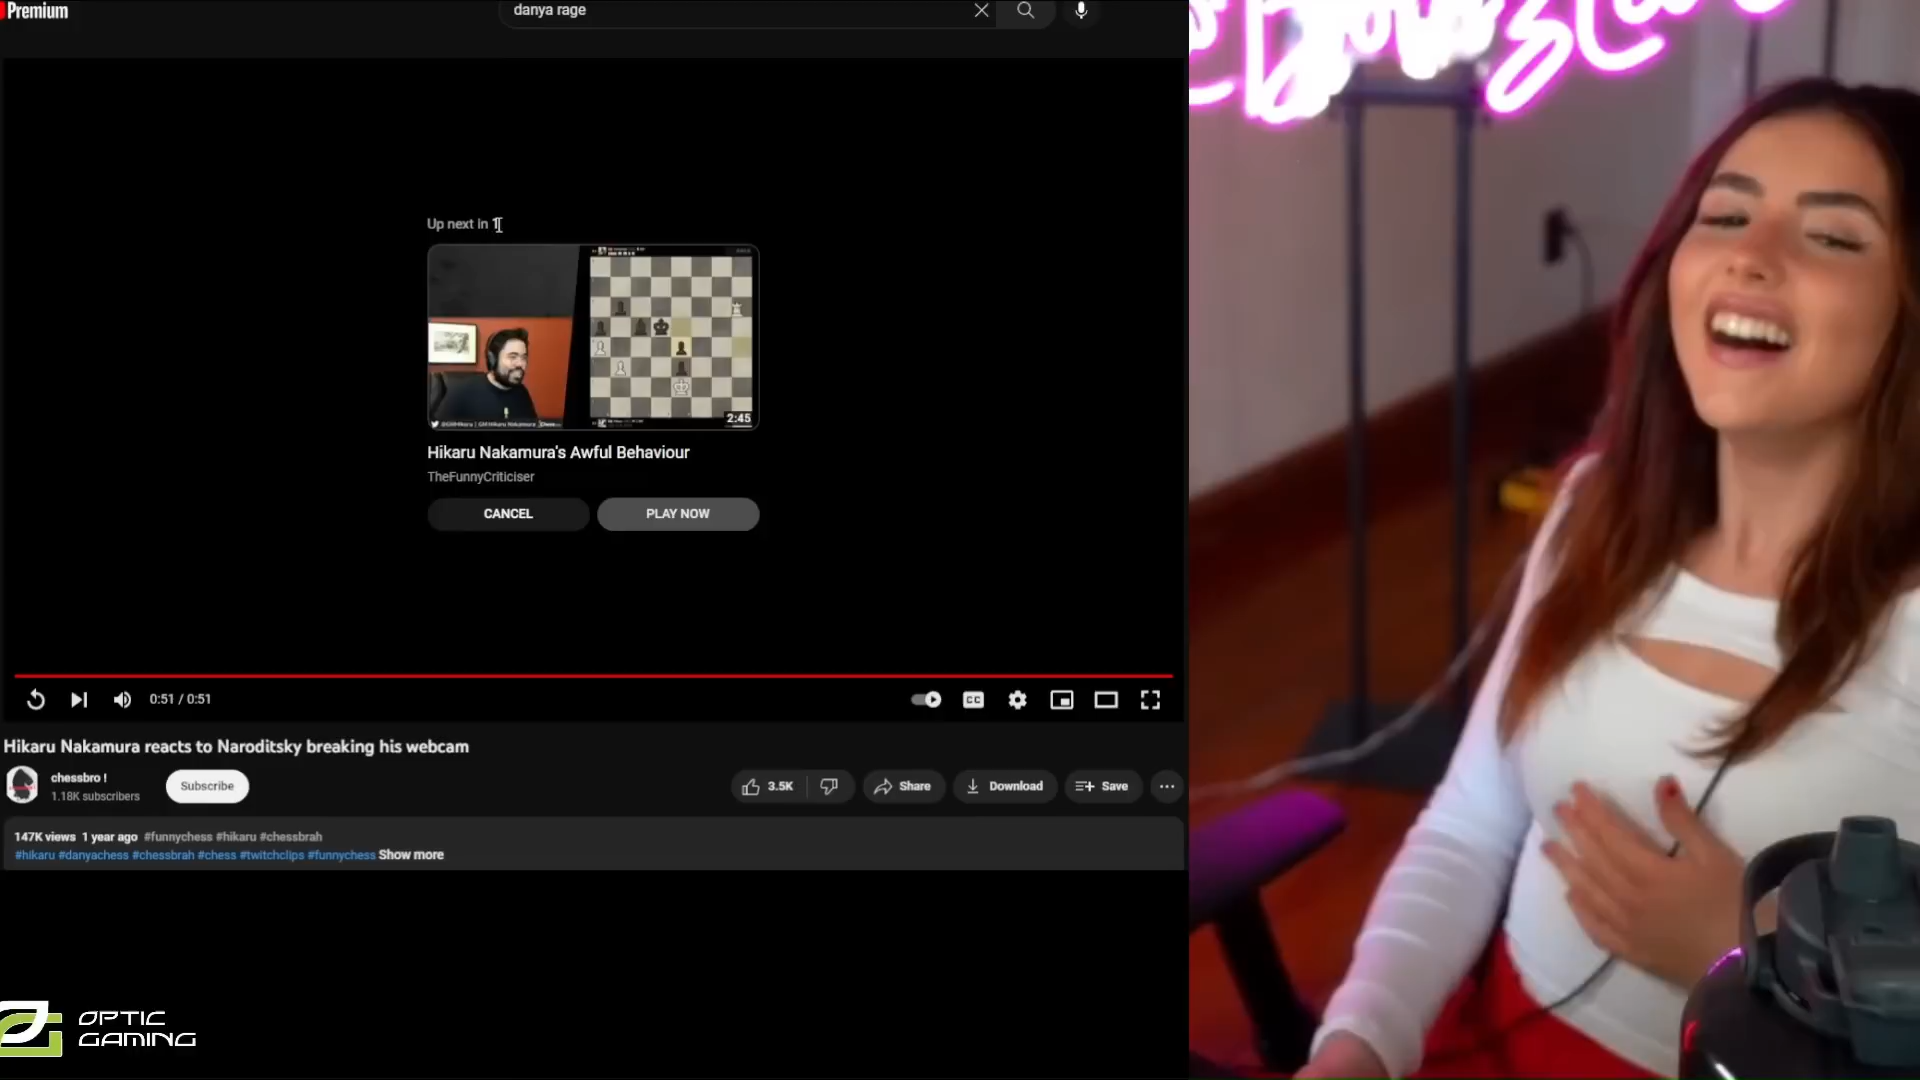 Premium
danya rage
Up next in 1
2:45
Hikaru Nakamura's Awful Behaviour
TheFunnyCriticiser
CANCEL
PLAY NOW
0:51 / 0:51
CC
Hikaru Nakamura reacts to Naroditsky breaking his webcam
chessbro !
1.18K subscribers
Subscribe
3.5K
Share
Download
Save
147K views 1 year ago #funnychess #hikaru #chessbrah
#hikaru #danyachess #chessbrah #chess #twitchclips #funnychess Show more
OPTIC
GAMING